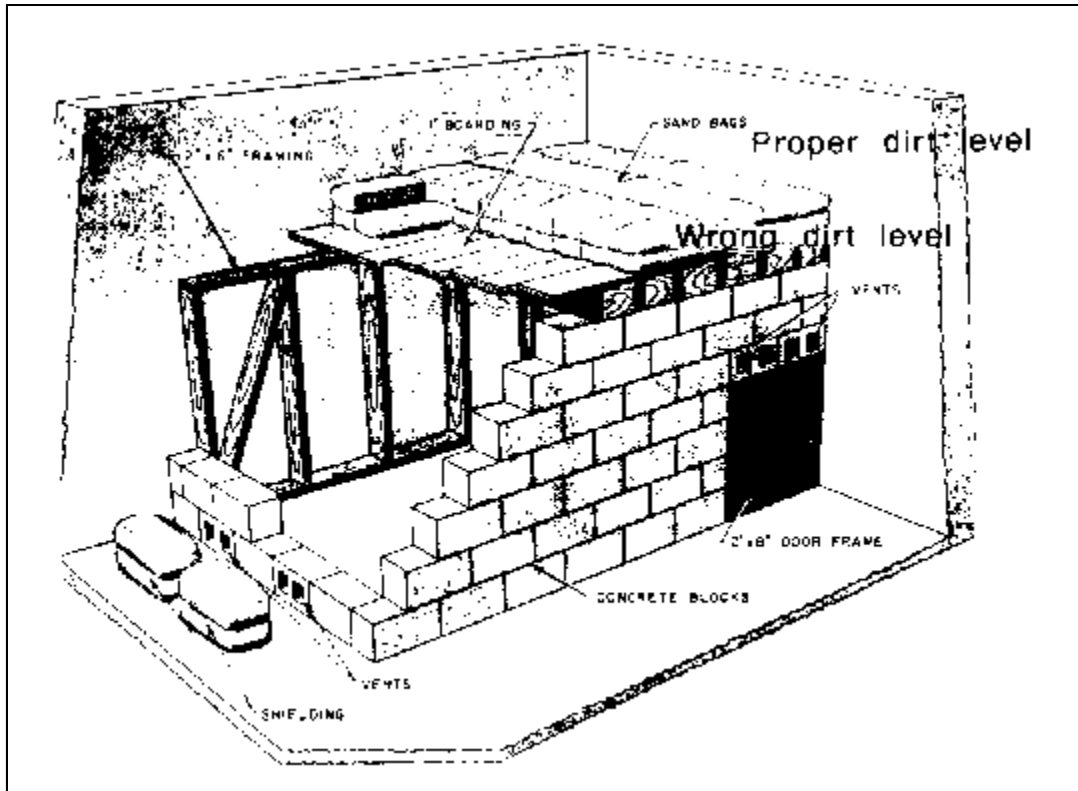 1" BOARDING
SAND BAGS
Proper dirt level
2" x 6" FRAMING
Wrong dirt level
VENTS
2"x8" DOOR FRAME
CONCRETE BLOCKS
VENTS
SHIELDING